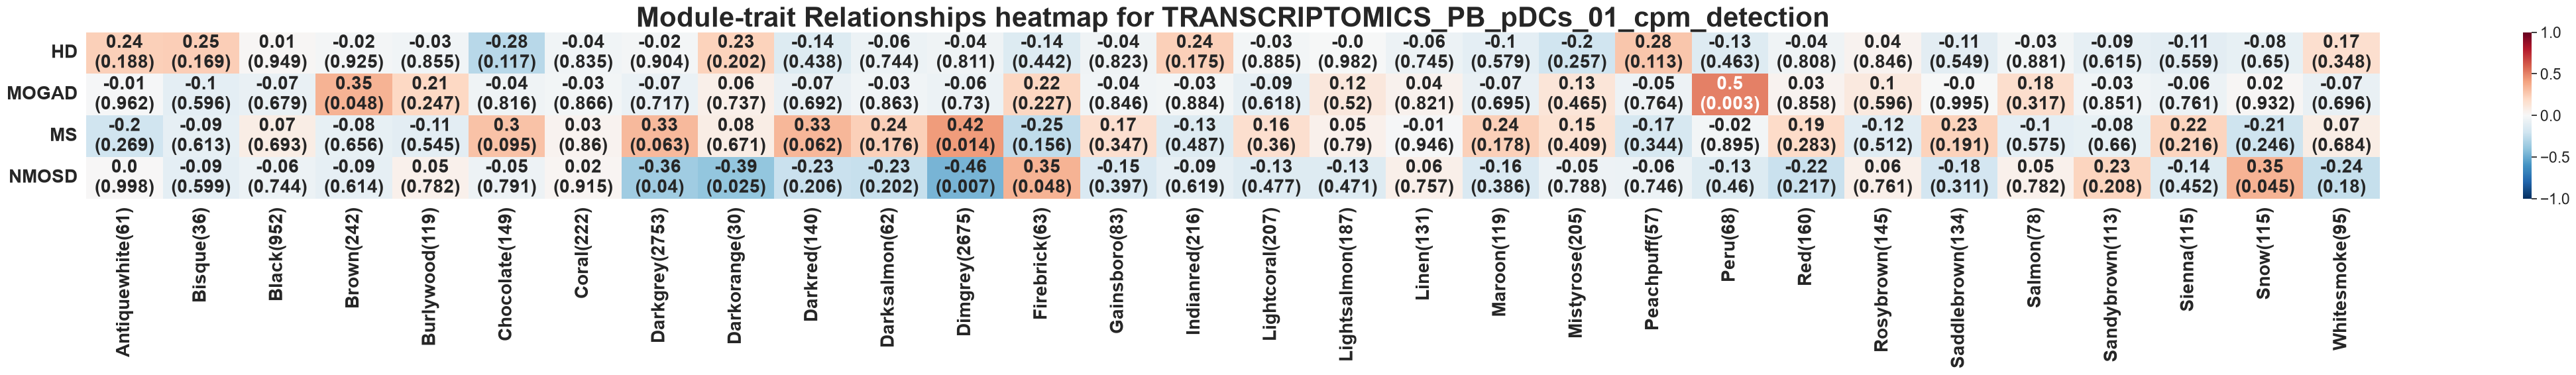 Module-trait Relationships heatmap for TRANSCRIPTOMICS_PB_pDCs_01_cpm_detection
HD
0.24 0.25 0.01 -0.02 -0.03 -0.28 -0.04 -0.02 0.23 -0.14 -0.06 -0.04 -0.14 -0.04 0.24 -0.03 -0.0 -0.06 -0.1 -0.2 0.28 -0.13 -0.04 0.04 -0.11 -0.03 -0.09 -0.11 -0.08 0.17
(0.188) (0.169) (0.949) (0.925) (0.855) (0.117) (0.835) (0.904) (0.202) (0.438) (0.744) (0.811) (0.442) (0.823) (0.175) (0.885) (0.982) (0.745) (0.579) (0.257) (0.113) (0.463) (0.808) (0.846) (0.549) (0.881) (0.615) (0.559) (0.65) (0.348)
MOGAD
-0.01 -0.1 -0.07 0.35 0.21 -0.04 -0.03 -0.07 0.06 -0.07 -0.03 -0.06 0.22 -0.04 -0.03 -0.09 0.12 0.04 -0.07 0.13 -0.05 0.5 0.03 0.1 -0.0 0.18 -0.03 -0.06 0.02 -0.07
(0.962) (0.596) (0.679) (0.048) (0.247) (0.816) (0.866) (0.717) (0.737) (0.692) (0.863) (0.73) (0.227) (0.846) (0.884) (0.618) (0.52) (0.821) (0.695) (0.465) (0.764) (0.003) (0.858) (0.596) (0.995) (0.317) (0.851) (0.761) (0.932) (0.696)
MS
-0.2 -0.09 0.07 -0.08 -0.11 0.3 0.03 0.33 0.08 0.33 0.24 0.42 -0.25 0.17 -0.13 0.16 0.05 -0.01 0.24 0.15 -0.17 -0.02 0.19 -0.12 0.23 -0.1 -0.08 0.22 -0.21 0.07
(0.269) (0.613) (0.693) (0.656) (0.545) (0.095) (0.86) (0.063) (0.671) (0.062) (0.176) (0.014) (0.156) (0.347) (0.487) (0.36) (0.79) (0.946) (0.178) (0.409) (0.344) (0.895) (0.283) (0.512) (0.191) (0.575) (0.66) (0.216) (0.246) (0.684)
NMOSD
0.0 -0.09 -0.06 -0.09 0.05 -0.05 0.02 -0.36 -0.39 -0.23 -0.23 -0.46 0.35 -0.15 -0.09 -0.13 -0.13 0.06 -0.16 -0.05 -0.06 -0.13 -0.22 0.06 -0.18 0.05 0.23 -0.14 0.35 -0.24
(0.998) (0.599) (0.744) (0.614) (0.782) (0.791) (0.915) (0.04) (0.025) (0.206) (0.202) (0.007) (0.048) (0.397) (0.619) (0.477) (0.471) (0.757) (0.386) (0.788) (0.746) (0.46) (0.217) (0.761) (0.311) (0.782) (0.208) (0.452) (0.045) (0.18)
Antiquewhite(61)
Bisque(36)
Black(952)
Brown(242)
Burlywood(119)
Chocolate(149)
Coral(222)
Darkgrey(2753)
Darkorange(30)
Darkred(140)
Darksalmon(62)
Dimgrey(2675)
Firebrick(63)
Gainsboro(83)
Indianred(216)
Lightcoral(207)
Lightsalmon(187)
Linen(131)
Maroon(119)
Mistyrose(205)
Peachpuff(57)
Peru(68)
Red(160)
Rosybrown(145)
Saddlebrown(134)
Salmon(78)
Sandybrown(113)
Sienna(115)
Snow(115)
Whitesmoke(95)
1.0
0.5
0.0
−0.5
−1.0